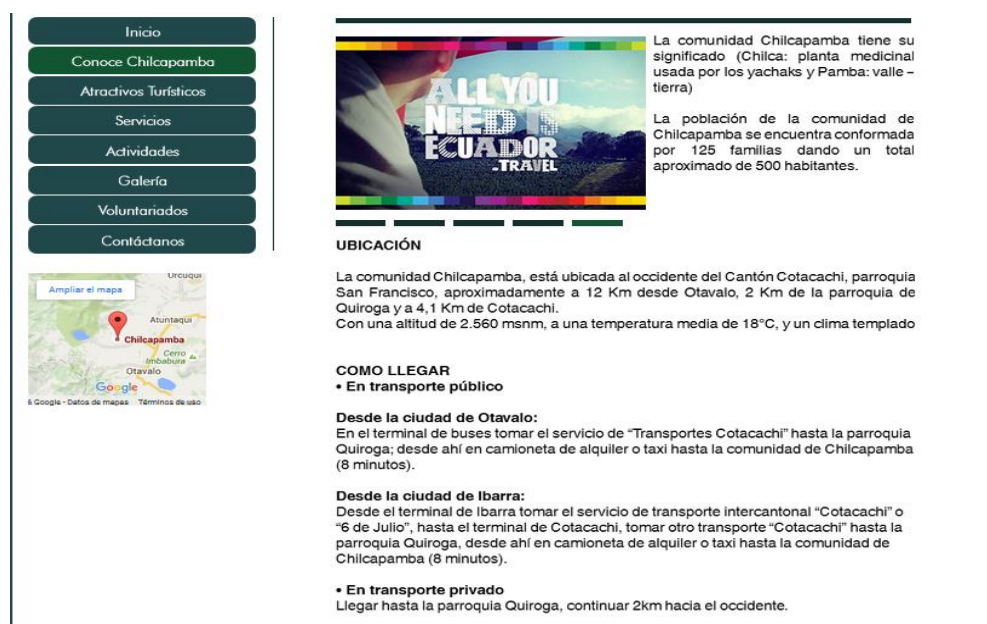 Inicio
Conoce Chilcapamba
Atractivos Turísticos
Servicios
Actividades
Galería
Voluntariados
Contáctanos
Urcuquí
Ampliar el mapa
Atuntaqui
Chilcapamba
Cerro
Imbabura
Otavalo
Google
6 Google - Datos de mapas Términos de uso
ALL YOU
NEED IS
ECUADOR
.TRAVEL
La comunidad Chilcapamba tiene su
significado (Chilca: planta medicinal
usada por los yachaks y Pamba: valle –
tierra)
La población de la comunidad de
Chilcapamba se encuentra conformada
por 125 familias dando un total
aproximado de 500 habitantes.
UBICACIÓN
La comunidad Chilcapamba, está ubicada al occidente del Cantón Cotacachi, parroquia
San Francisco, aproximadamente a 12 Km desde Otavalo, 2 Km de la parroquia de
Quiroga y a 4,1 Km de Cotacachi.
Con una altitud de 2.560 msnm, a una temperatura media de 18°C, y un clima templado
COMO LLEGAR
• En transporte público
Desde la ciudad de Otavalo:
En el terminal de buses tomar el servicio de “Transportes Cotacachi” hasta la parroquia
Quiroga; desde ahí en camioneta de alquiler o taxi hasta la comunidad de Chilcapamba
(8 minutos).
Desde la ciudad de Ibarra:
Desde el terminal de Ibarra tomar el servicio de transporte intercantonal “Cotacachi” o
“6 de Julio”, hasta el terminal de Cotacachi, tomar otro transporte “Cotacachi” hasta la
parroquia Quiroga, desde ahí en camioneta de alquiler o taxi hasta la comunidad de
Chilcapamba (8 minutos).
• En transporte privado
Llegar hasta la parroquia Quiroga, continuar 2km hacia el occidente.